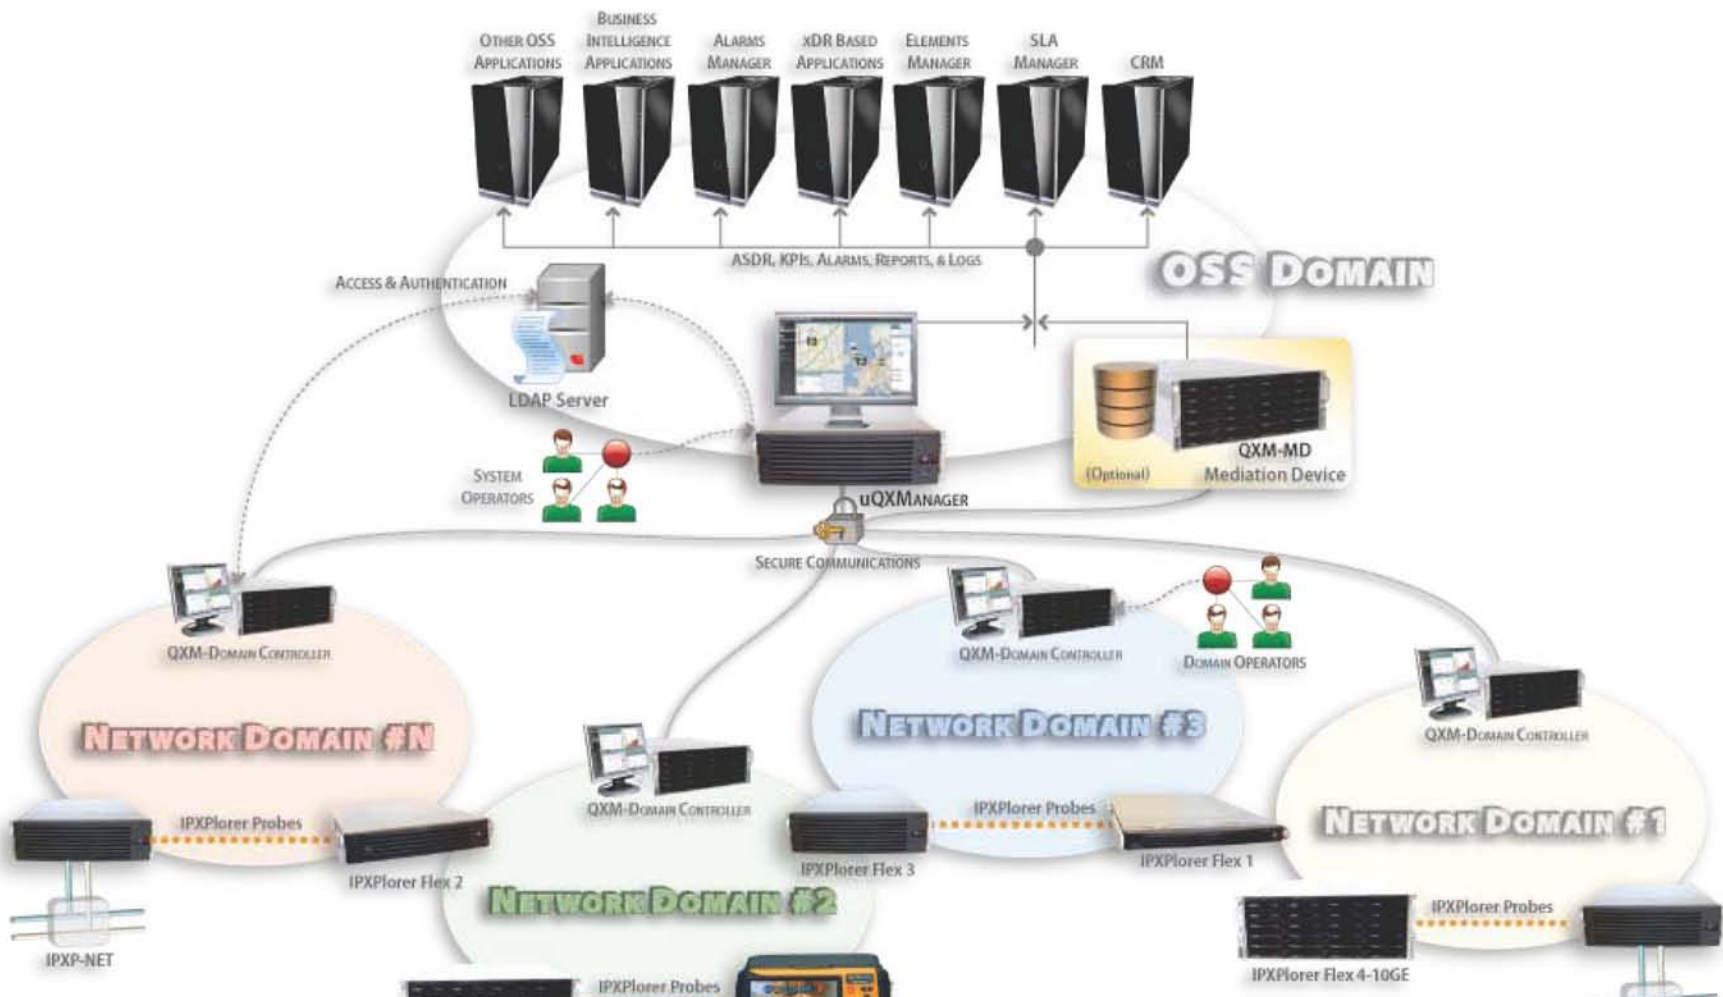 OTHER OSS
APPLICATIONS
BUSINESS
INTELLIGENCE
APPLICATIONS
ALARMS
MANAGER
xDR BASED
APPLICATIONS
ELEMENTS
MANAGER
SLA
MANAGER
CRM
ASDR, KPIs, ALARMS, REPORTS, & LOGS
OSS DOMAIN
ACCESS & AUTHENTICATION
LDAP Server
SYSTEM
OPERATORS
uQXMANAGER
(Optional)
QXM-MD
Mediation Device
SECURE COMMUNICATIONS
QXM-DOMAIN CONTROLLER
NETWORK DOMAIN #N
IPXPlorer Probes
IPXPlorer Flex 2
IPXP-NET
QXM-DOMAIN CONTROLLER
NETWORK DOMAIN #2
IPXPlorer Probes
QXM-DOMAIN CONTROLLER
DOMAIN OPERATORS
NETWORK DOMAIN #3
IPXPlorer Probes
IPXPlorer Flex 3
IPXPlorer Flex 1
QXM-DOMAIN CONTROLLER
NETWORK DOMAIN #1
IPXPlorer Probes
IPXPlorer Flex 4-10GE